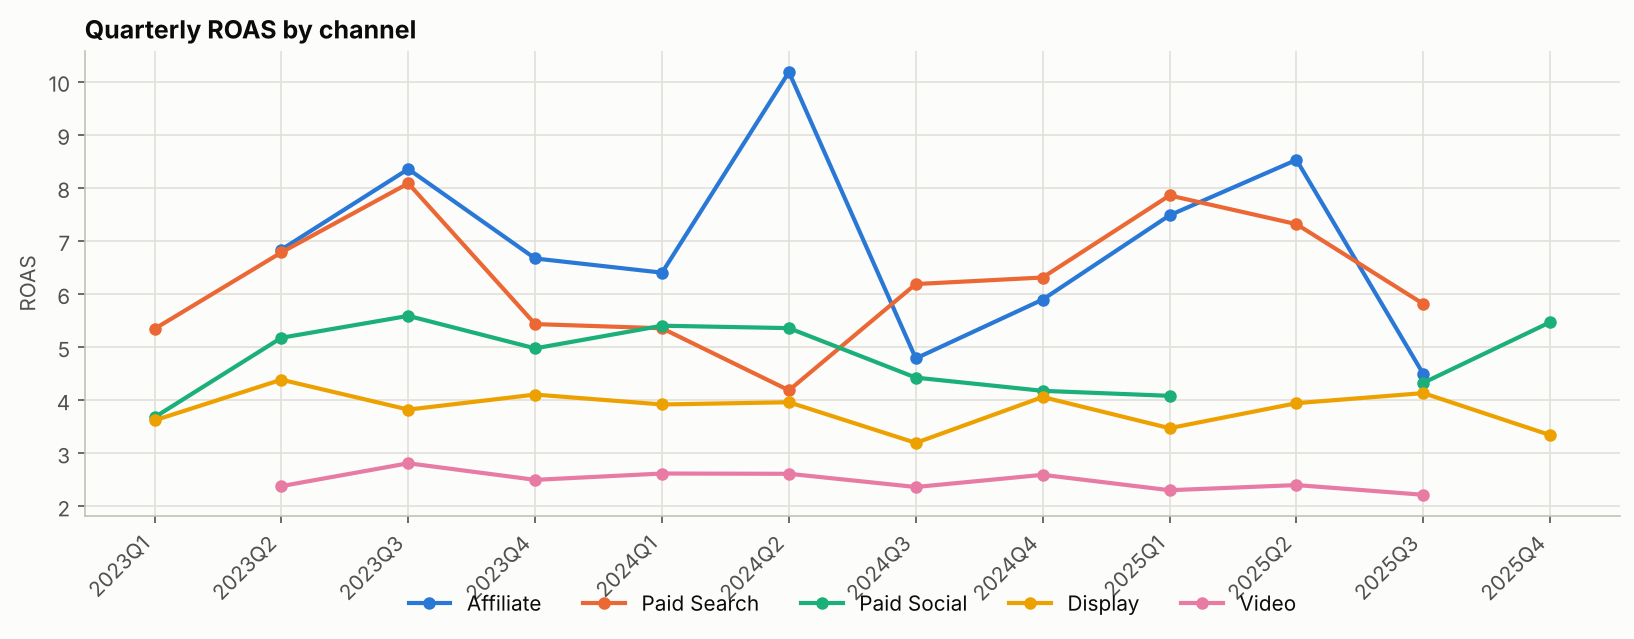 Quarterly ROAS by channel
ROAS
10
9
8
7
6
5
4
3
2
2023Q1 2023Q2 2023Q3 2023Q4 2024Q1 2024Q2 2024Q3 2024Q4 2025Q1 2025Q2 2025Q3 2025Q4
Affiliate Paid Search Paid Social Display Video